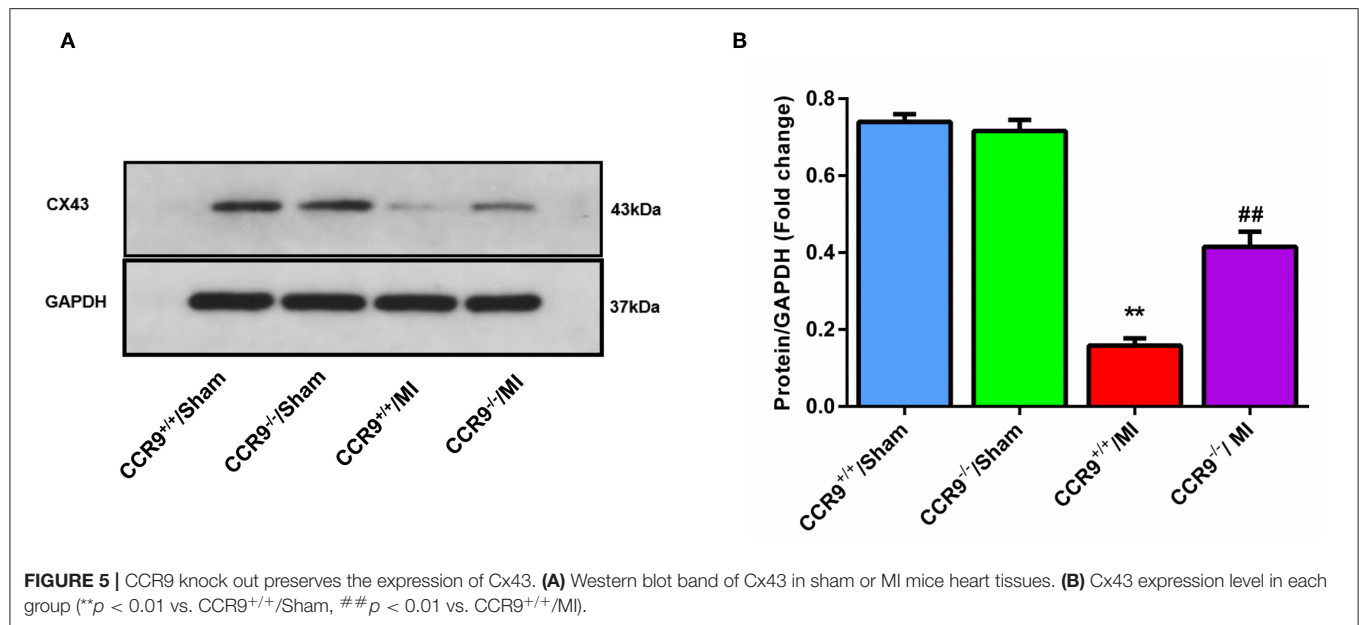 A
CX43
43kDa
GAPDH
37kDa
CCR9+/+/Sham
CCR9-/-/Sham
CCR9+/+/MI
CCR9-/-/MI
B
Protein/GAPDH (Fold change)
0.8
0.6
0.4
0.2
0.0
**
##
CCR9+/+/Sham
CCR9-/-/Sham
CCR9+/+/MI
CCR9-/-/ MI
FIGURE 5 | CCR9 knock out preserves the expression of Cx43. (A) Western blot band of Cx43 in sham or MI mice heart tissues. (B) Cx43 expression level in each
group (**p < 0.01 vs. CCR9+/+/Sham, ##p < 0.01 vs. CCR9+/+/MI).